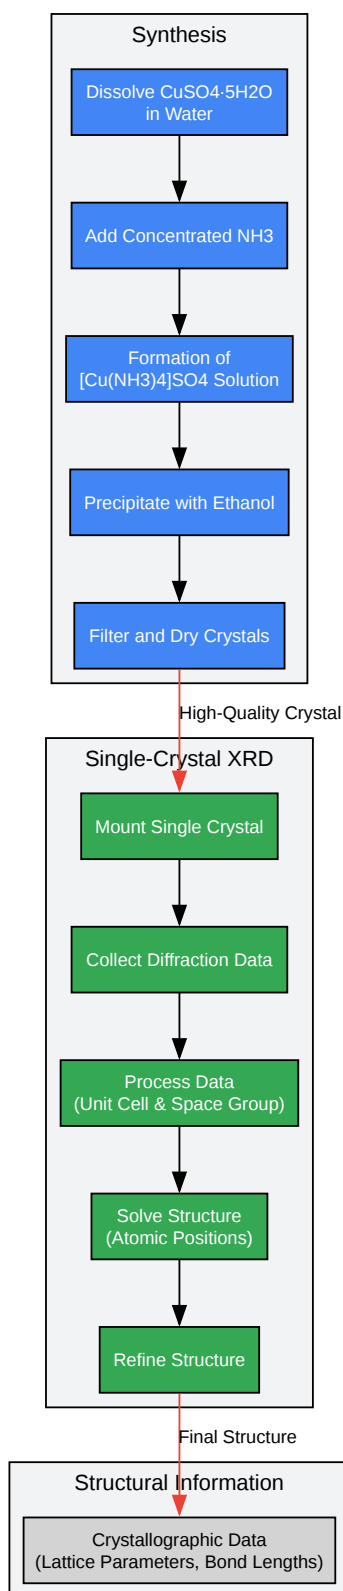 Synthesis
Dissolve CuSO4·5H2O
in Water
Add Concentrated NH3
Formation of
[Cu(NH3)4]SO4 Solution
Precipitate with Ethanol
Filter and Dry Crystals
High-Quality Crystal
Single-Crystal XRD
Mount Single Crystal
Collect Diffraction Data
Process Data
(Unit Cell & Space Group)
Solve Structure
(Atomic Positions)
Refine Structure
Final Structure
Structural Information
Crystallographic Data
(Lattice Parameters, Bond Lengths)